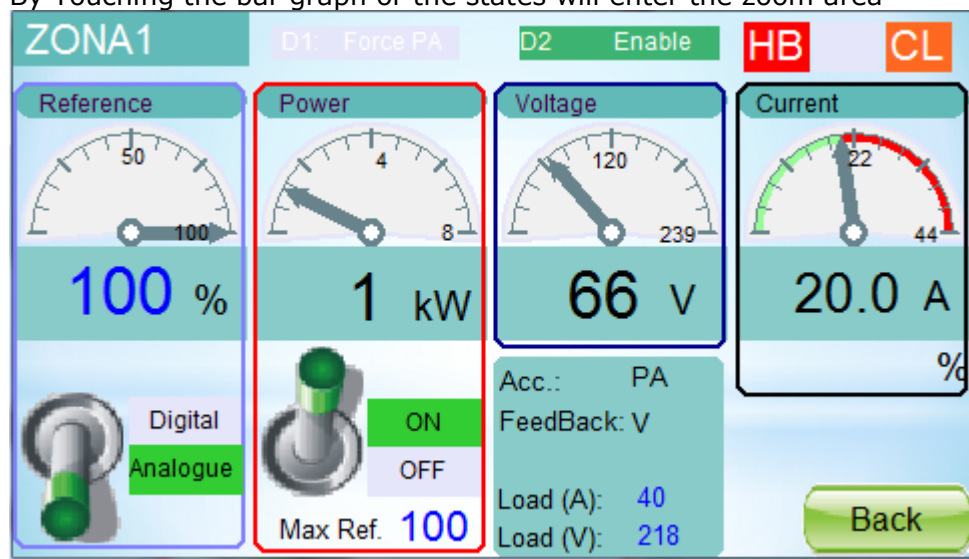 By Touching the bar graph of the states will enter the zoom area
ZONA1
D1: Force PA
D2 Enable
HB
CL
Reference
50
100
100 %
Digital
Analogue
Power
4
8
1 kW
ON
OFF
Max Ref. 100
Voltage
120
239
66 V
Acc.: PA
FeedBack: V
Load (A): 40
Load (V): 218
Current
22
44
20.0 A
%
Back